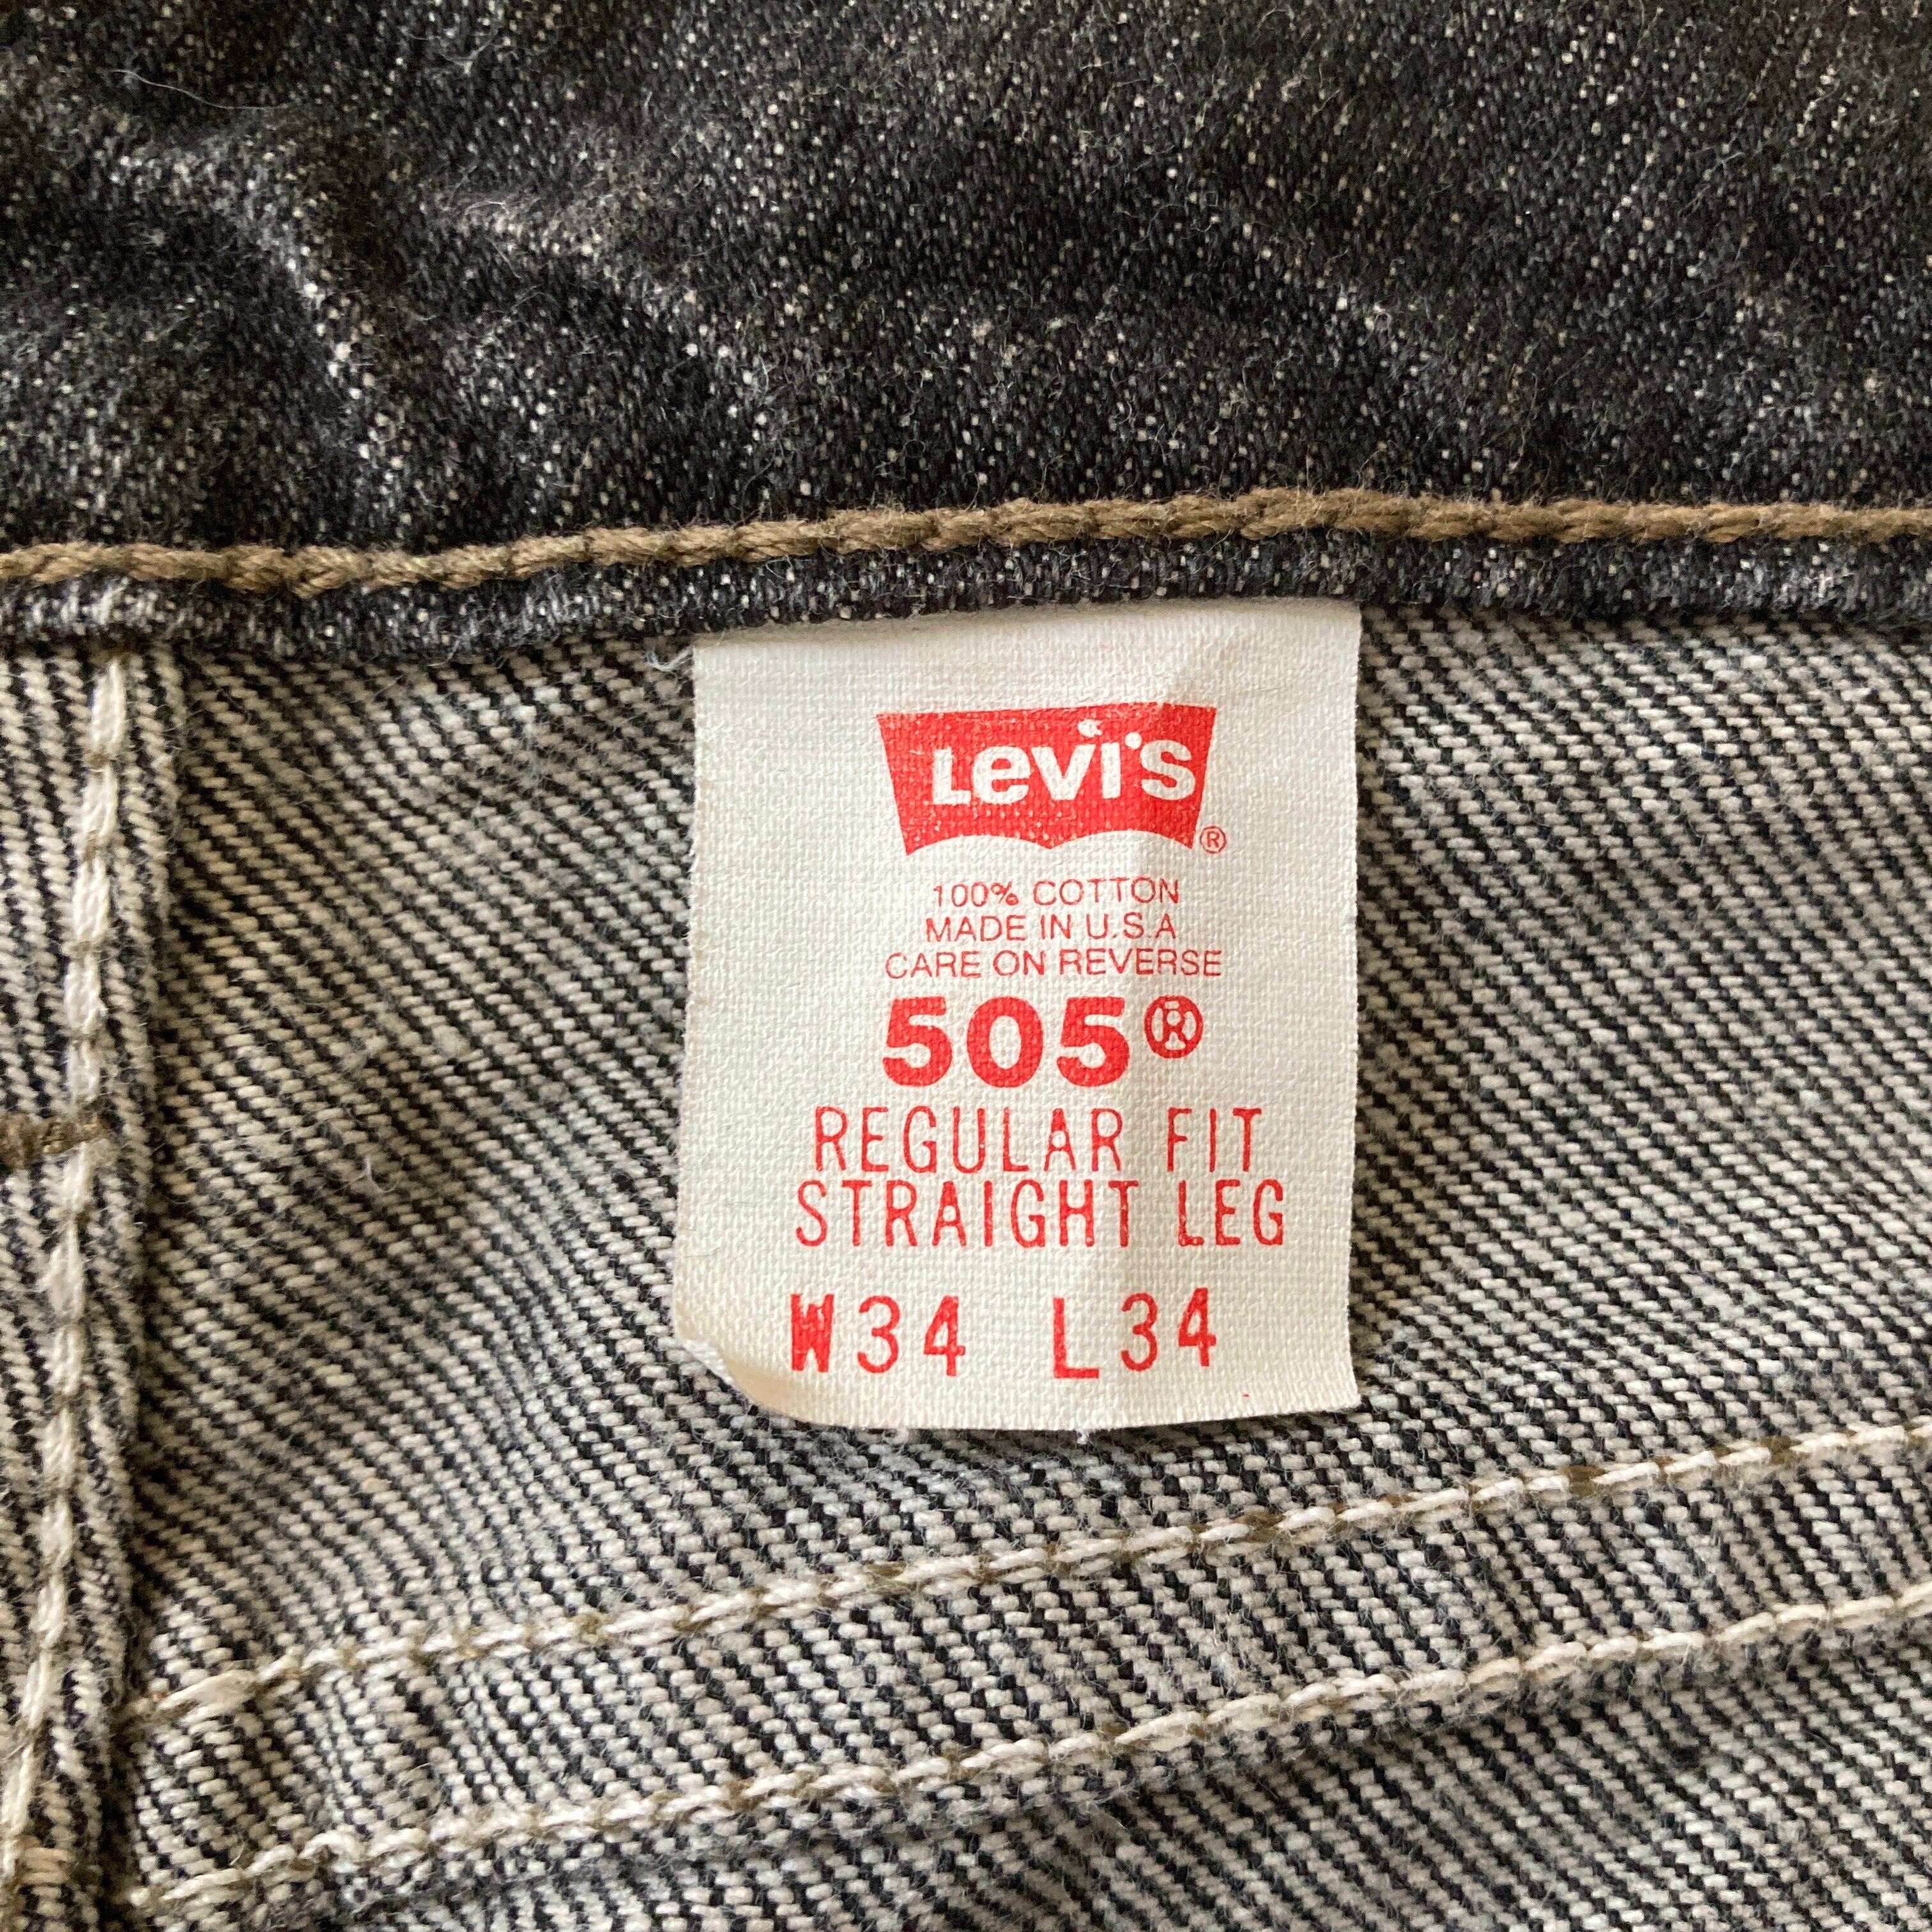 Levi's®
100% COTTON
MADE IN U.S.A
CARE ON REVERSE
505®
REGULAR FIT
STRAIGHT LEG
W34 L34